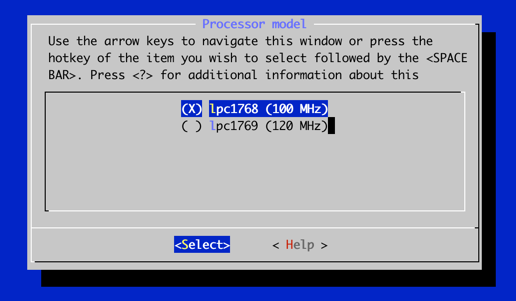 Processor model
Use the arrow keys to navigate this window or press the
hotkey of the item you wish to select followed by the <SPACE
BAR>. Press <?> for additional information about this
(X) lpc1768 (100 MHz)
( ) lpc1769 (120 MHz)
<Select> < Help >